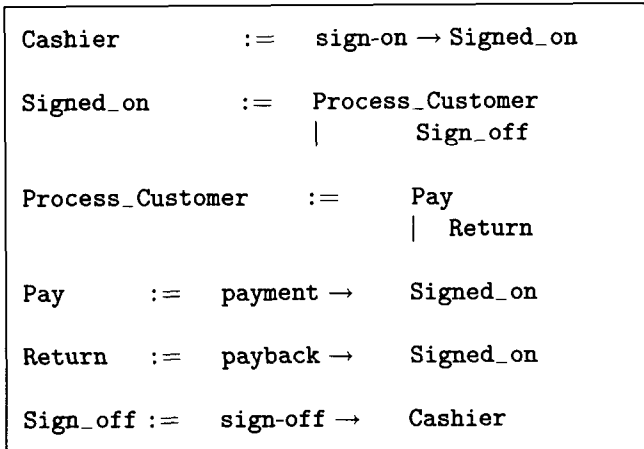 Cashier := sign-on → Signed_on
Signed_on := Process_Customer
| Sign_off
Process_Customer := Pay
| Return
Pay := payment → Signed_on
Return := payback → Signed_on
Sign_off := sign-off → Cashier